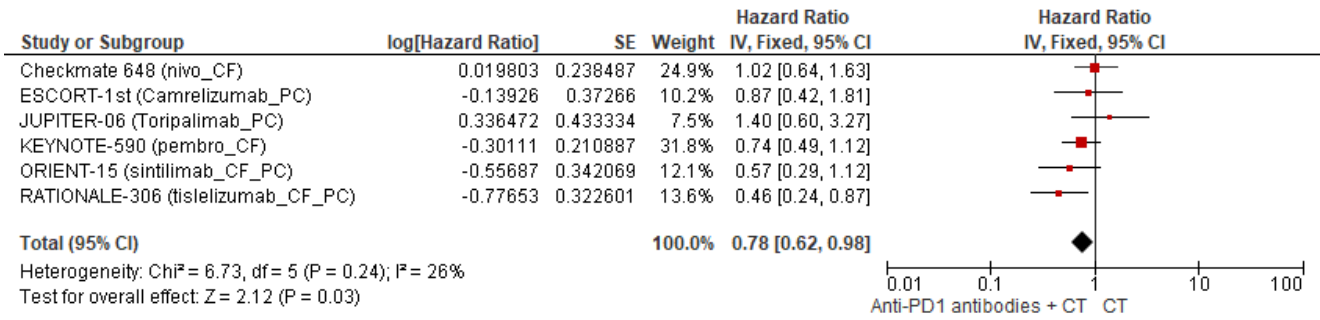 Hazard Ratio Hazard Ratio
Study or Subgroup log[Hazard Ratio] SE Weight IV, Fixed, 95% CI IV, Fixed, 95% CI
Checkmate 648 (nivo_CF) 0.019803 0.238487 24.9% 1.02 [0.64, 1.63]
ESCORT-1st (Camrelizumab_PC) -0.13926 0.37266 10.2% 0.87 [0.42, 1.81]
JUPITER-06 (Toripalimab_PC) 0.336472 0.433334 7.5% 1.40 [0.60, 3.27]
KEYNOTE-590 (pembro_CF) -0.30111 0.210887 31.8% 0.74 [0.49, 1.12]
ORIENT-15 (sintilimab_CF_PC) -0.55687 0.342069 12.1% 0.57 [0.29, 1.12]
RATIONALE-306 (tislelizumab_CF_PC) -0.77653 0.322601 13.6% 0.46 [0.24, 0.87]
Total (95% CI) 100.0% 0.78 [0.62, 0.98]
Heterogeneity: Chi² = 6.73, df = 5 (P = 0.24); I² = 26%
Test for overall effect: Z = 2.12 (P = 0.03)
0.01 0.1 1 10 100
Anti-PD1 antibodies + CT CT